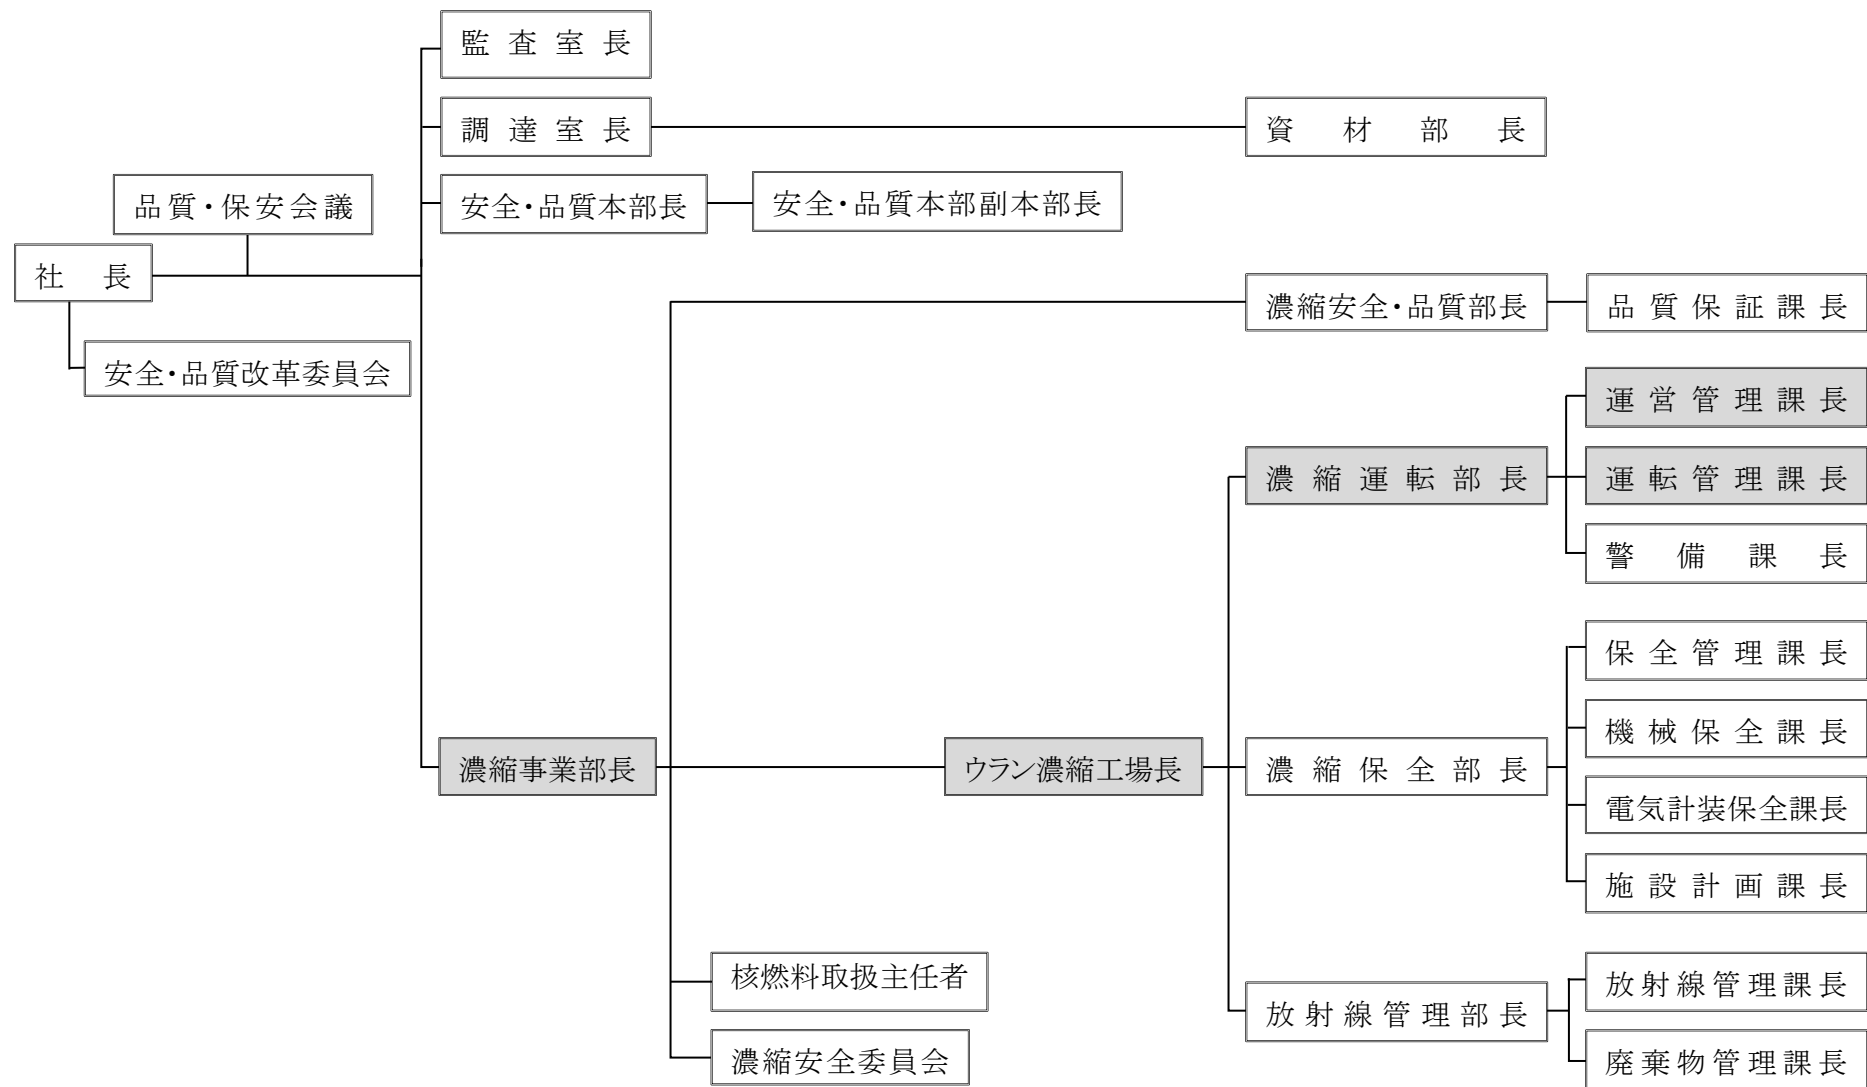 監査室長
調達室長
資材部長
品質・保安会議
安全・品質本部長
安全・品質本部副本部長
社長
濃縮安全・品質部長
品質保証課長
安全・品質改革委員会
運営管理課長
濃縮運転部長
運転管理課長
警備課長
保全管理課長
機械保全課長
濃縮事業部長
ウラン濃縮工場長
濃縮保全部長
電気計装保全課長
施設計画課長
核燃料取扱主任者
放射線管理課長
放射線管理部長
濃縮安全委員会
廃棄物管理課長